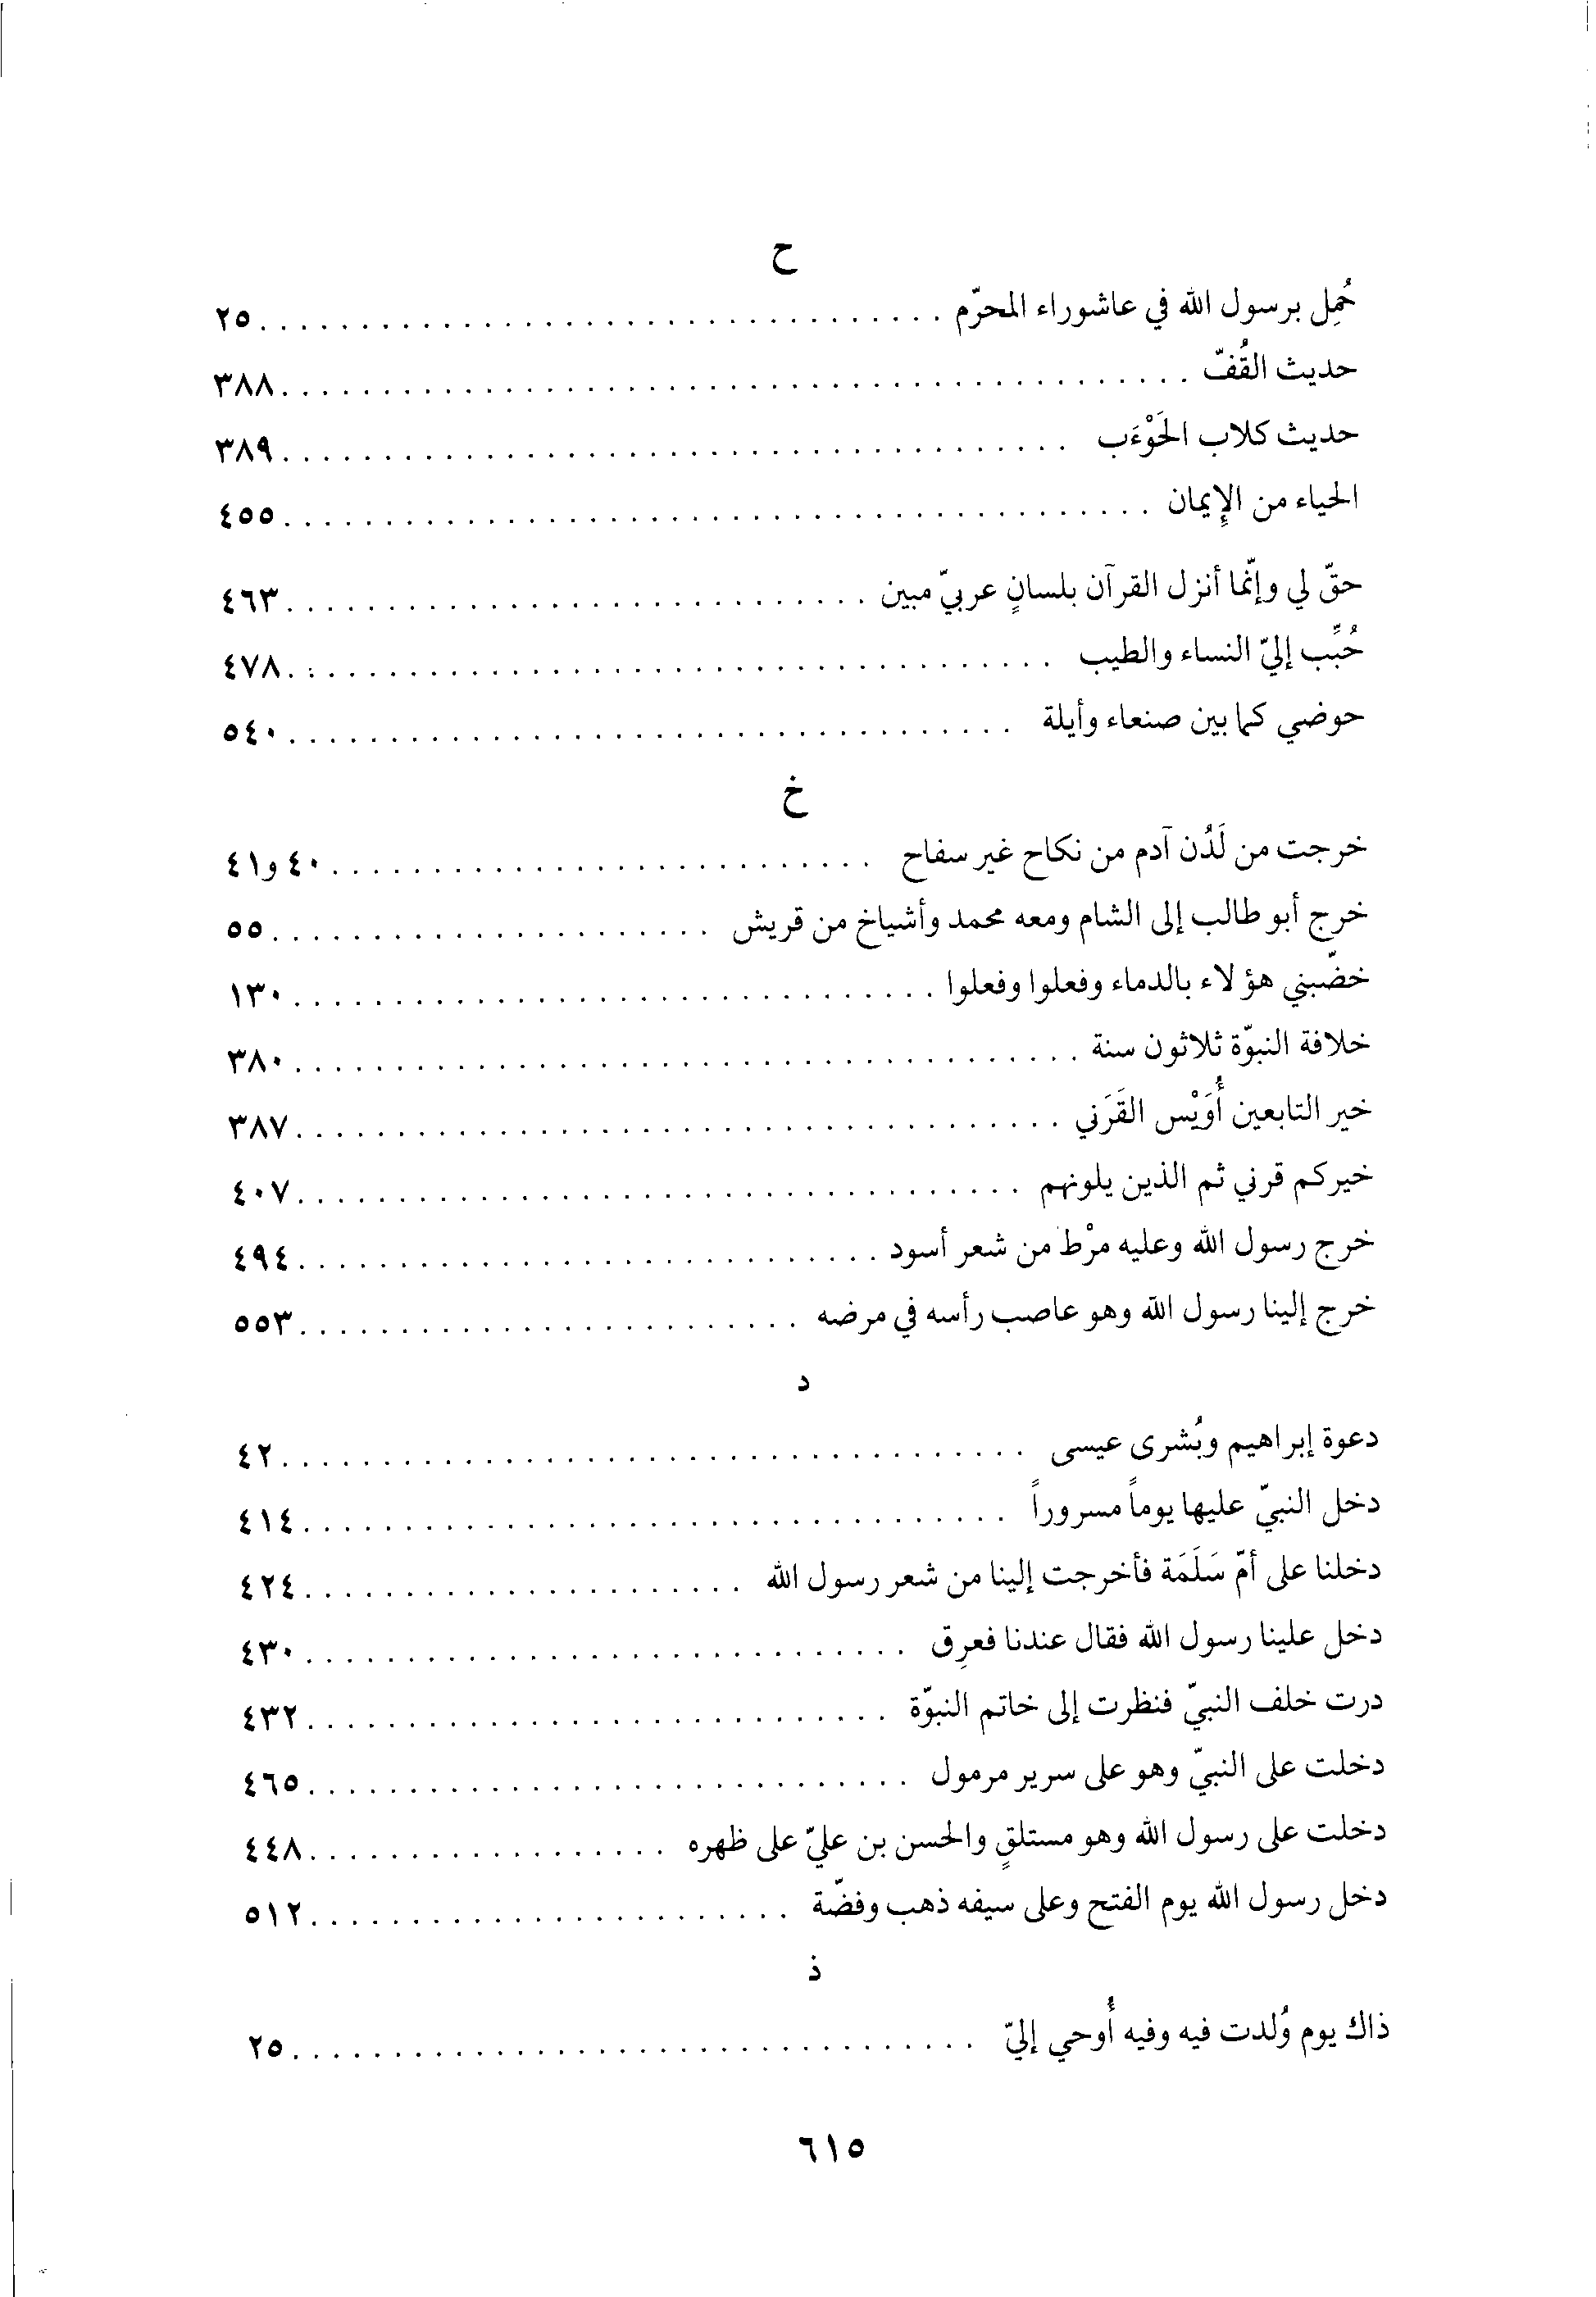 ح
حُمِل برسول الله في عاشوراء المحرّم . . . . . . . . . . . . . . . . . . . . ٢٥
حديث القُفّ . . . . . . . . . . . . . . . . . . . . ٣٨٨
حديث كلاب الحَوْءَب . . . . . . . . . . . . . . . . . . . . ٣٨٩
الحياء من الإِيمان . . . . . . . . . . . . . . . . . . . . ٤٥٥
حقّ لي وإنّما أنزل القرآن بلسانٍ عربيّ مبين . . . . . . . . . . . . . . . . . . . . ٤٦٣
حُبِّب إليّ النساء والطيب . . . . . . . . . . . . . . . . . . . . ٤٧٨
حوضي كما بين صنعاء وأيلة . . . . . . . . . . . . . . . . . . . . ٥٤٠
خ
خرجت من لَدُن آدم من نكاح غير سفاح . . . . . . . . . . . . . . . . . . . . ٤٠ و٤١
خرج أبو طالب إلى الشام ومعه محمد وأشياخ من قريش . . . . . . . . . . . . . . . . . . . . ٥٥
خضّبني هؤلاء بالدماء وفعلوا وفعلوا . . . . . . . . . . . . . . . . . . . . ١٣٠
خلافة النبوّة ثلاثون سنة . . . . . . . . . . . . . . . . . . . . ٣٨٠
خير التابعين أُوَيْس القَرَني . . . . . . . . . . . . . . . . . . . . ٣٨٧
خيركم قرني ثم الذين يلونهم . . . . . . . . . . . . . . . . . . . . ٤٠٧
خرج رسول الله وعليه مرْط من شعر أسود . . . . . . . . . . . . . . . . . . . . ٤٩٤
خرج إلينا رسول الله وهو عاصب رأسه في مرضه . . . . . . . . . . . . . . . . . . . . ٥٥٣
د
دعوة إبراهيم وبُشرى عيسى . . . . . . . . . . . . . . . . . . . . ٤٢
دخل النبيّ عليها يوماً مسروراً . . . . . . . . . . . . . . . . . . . . ٤١٤
دخلنا على أمّ سَلَمَة فأخرجت إلينا من شعر رسول الله . . . . . . . . . . . . . . . . . . . . ٤٢٤
دخل علينا رسول الله فقال عندنا فعرِق . . . . . . . . . . . . . . . . . . . . ٤٣٠
درت خلف النبيّ فنظرت إلى خاتم النبوّة . . . . . . . . . . . . . . . . . . . . ٤٣٢
دخلت على النبيّ وهو على سرير مرمول . . . . . . . . . . . . . . . . . . . . ٤٦٥
دخلت على رسول الله وهو مستلقٍ والحسن بن عليّ على ظهره . . . . . . . . . . . . . . . . . . ٤٤٨
دخل رسول الله يوم الفتح وعلى سيفه ذهب وفضّة . . . . . . . . . . . . . . . . . . . . ٥١٢
ذ
ذاك يوم وُلدت فيه وفيه أُوحي إليّ . . . . . . . . . . . . . . . . . . . . ٢٥
٦١٥